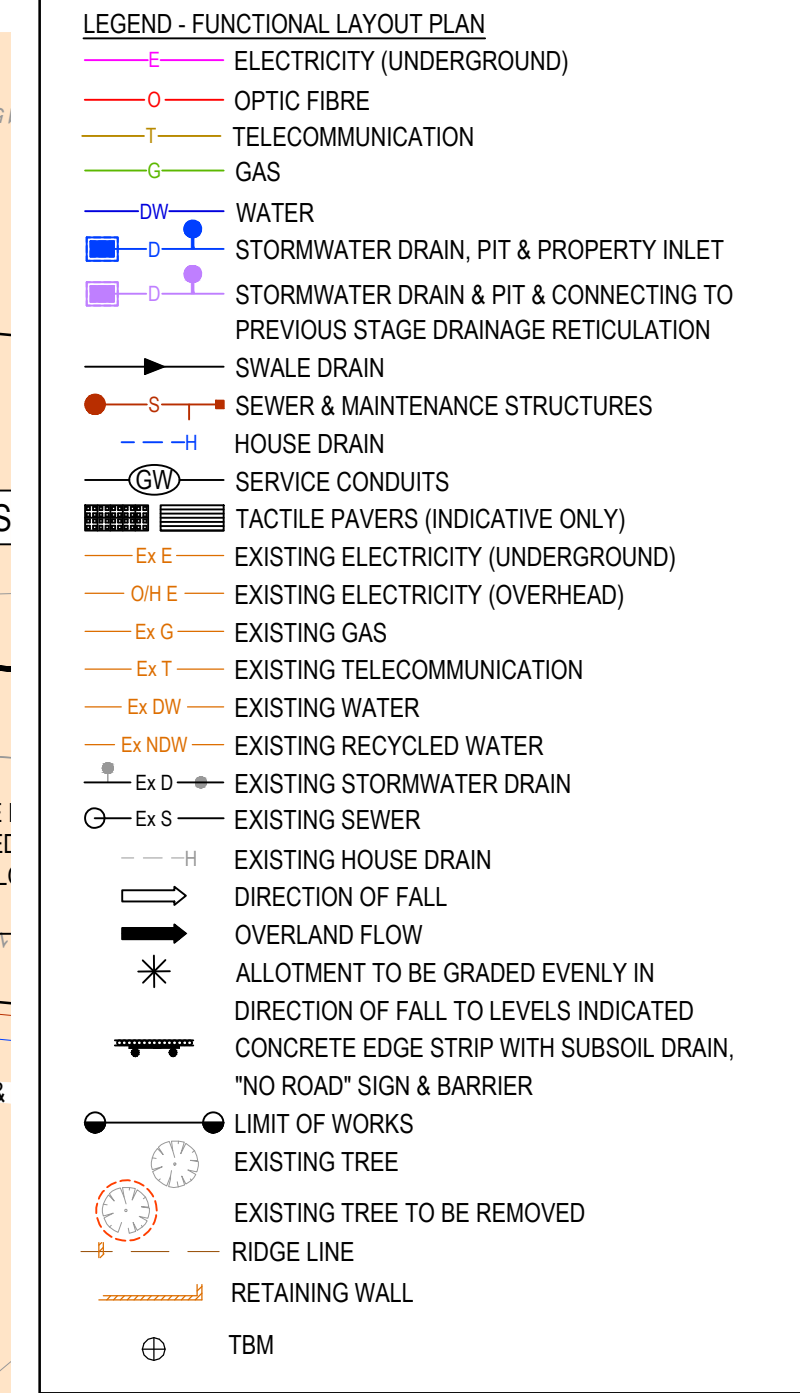 LEGEND - FUNCTIONAL LAYOUT PLAN
E ELECTRICITY (UNDERGROUND)
O OPTIC FIBRE
T TELECOMMUNICATION
G GAS
DW WATER
D STORMWATER DRAIN, PIT & PROPERTY INLET
D STORMWATER DRAIN & PIT & CONNECTING TO
PREVIOUS STAGE DRAINAGE RETICULATION
SWALE DRAIN
S SEWER & MAINTENANCE STRUCTURES
H HOUSE DRAIN
GW SERVICE CONDUITS
TACTILE PAVERS (INDICATIVE ONLY)
Ex E EXISTING ELECTRICITY (UNDERGROUND)
O/H E EXISTING ELECTRICITY (OVERHEAD)
Ex G EXISTING GAS
Ex T EXISTING TELECOMMUNICATION
Ex DW EXISTING WATER
Ex NDW EXISTING RECYCLED WATER
Ex D EXISTING STORMWATER DRAIN
Ex S EXISTING SEWER
H EXISTING HOUSE DRAIN
DIRECTION OF FALL
OVERLAND FLOW
ALLOTMENT TO BE GRADED EVENLY IN
DIRECTION OF FALL TO LEVELS INDICATED
CONCRETE EDGE STRIP WITH SUBSOIL DRAIN,
"NO ROAD" SIGN & BARRIER
LIMIT OF WORKS
EXISTING TREE
EXISTING TREE TO BE REMOVED
RIDGE LINE
RETAINING WALL
TBM